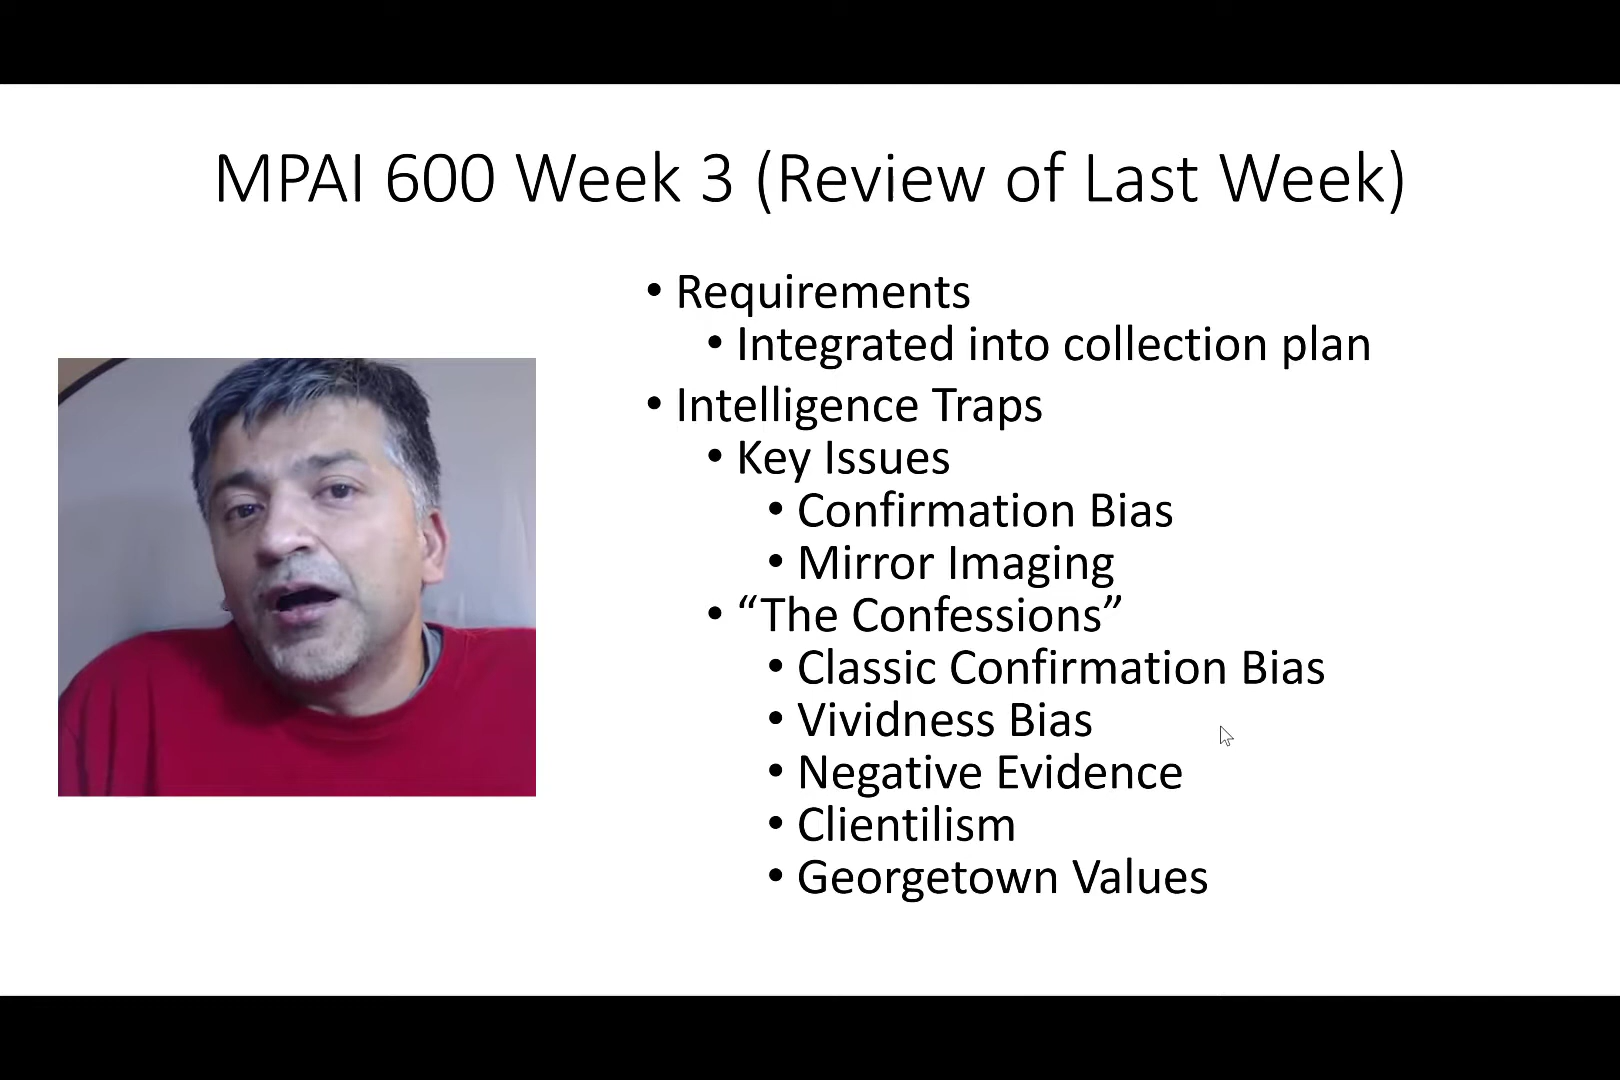 MPAI 600 Week 3 (Review of Last Week)
• Requirements
• Integrated into collection plan
• Intelligence Traps
• Key Issues
• Confirmation Bias
• Mirror Imaging
• “The Confessions”
• Classic Confirmation Bias
• Vividness Bias
• Negative Evidence
• Clientilism
• Georgetown Values